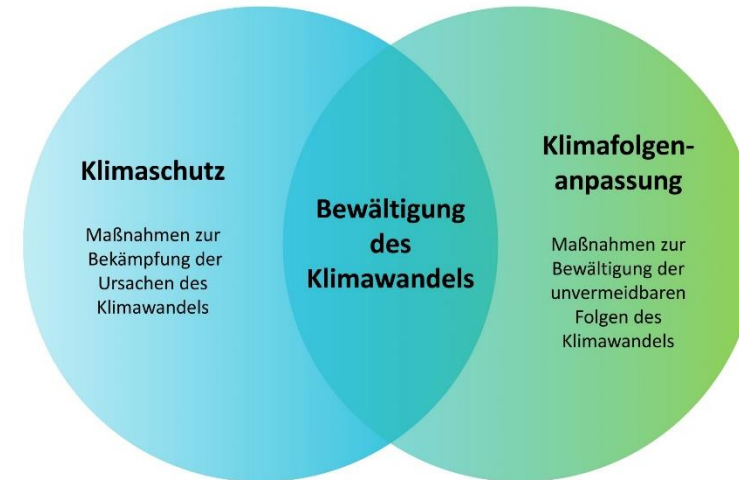 Klimaschutz
Maßnahmen zur
Bekämpfung der
Ursachen des
Klimawandels
Bewältigung
des
Klimawandels
Klimafolgen-
anpassung
Maßnahmen zur
Bewältigung der
unvermeidbaren
Folgen des
Klimawandels